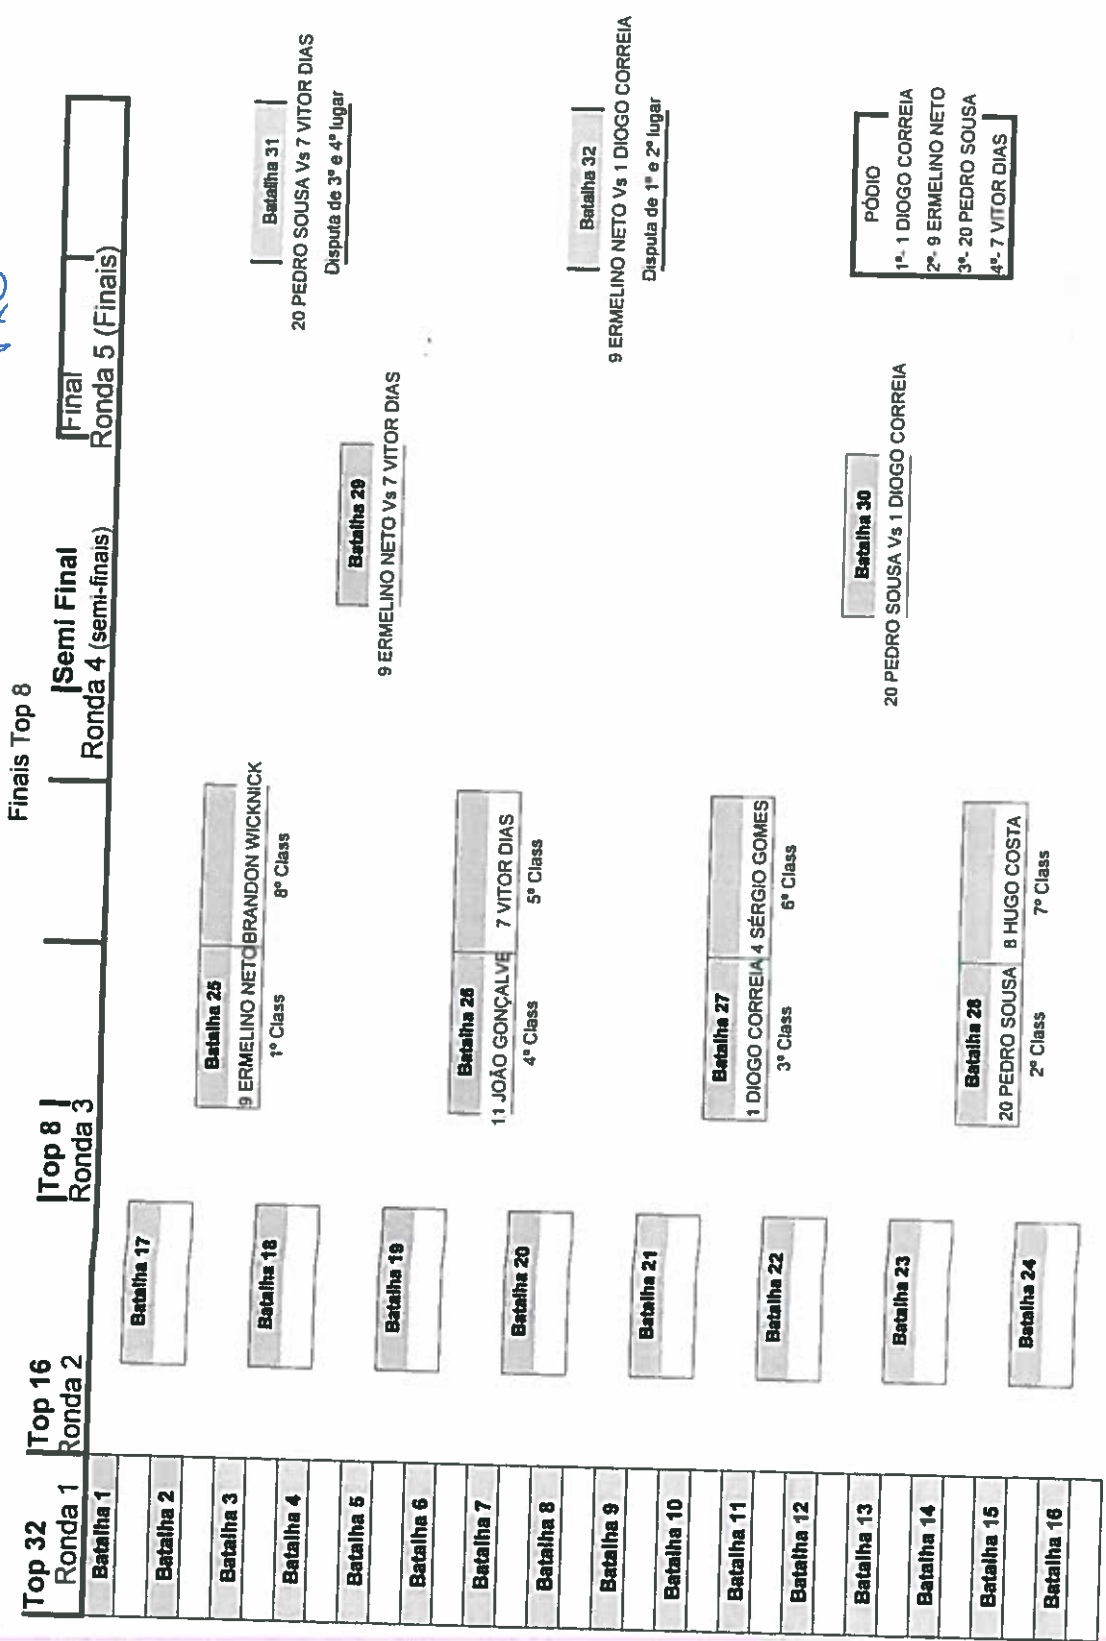 Finais Top 8
Top 32
Top 16
Top 8
Semi Final
Final
Ronda 1
Ronda 2
Ronda 3
Ronda 4 (semi-finais)
Ronda 5 (Finais)
Batalha 1
Batalha 2
Batalha 3
Batalha 4
Batalha 5
Batalha 6
Batalha 7
Batalha 8
Batalha 9
Batalha 10
Batalha 11
Batalha 12
Batalha 13
Batalha 14
Batalha 15
Batalha 16
Batalha 17
Batalha 18
Batalha 19
Batalha 20
Batalha 21
Batalha 22
Batalha 23
Batalha 24
Batalha 25
9 ERMELINO NETO BRANDON WICKNICK
1º Class 8º Class
Batalha 26
11 JOÃO GONÇALVE 7 VITOR DIAS
4º Class 5º Class
Batalha 27
1 DIOGO CORREIA 4 SÉRGIO GOMES
3º Class 6º Class
Batalha 28
20 PEDRO SOUSA 8 HUGO COSTA
2º Class 7º Class
Batalha 29
9 ERMELINO NETO Vs 7 VITOR DIAS
Batalha 30
20 PEDRO SOUSA Vs 1 DIOGO CORREIA
Batalha 31
20 PEDRO SOUSA Vs 7 VITOR DIAS
Disputa de 3º e 4º lugar
Batalha 32
9 ERMELINO NETO Vs 1 DIOGO CORREIA
Disputa de 1º e 2º lugar
PÓDIO
1º- 1 DIOGO CORREIA
2º- 9 ERMELINO NETO
3º- 20 PEDRO SOUSA
4º- 7 VITOR DIAS